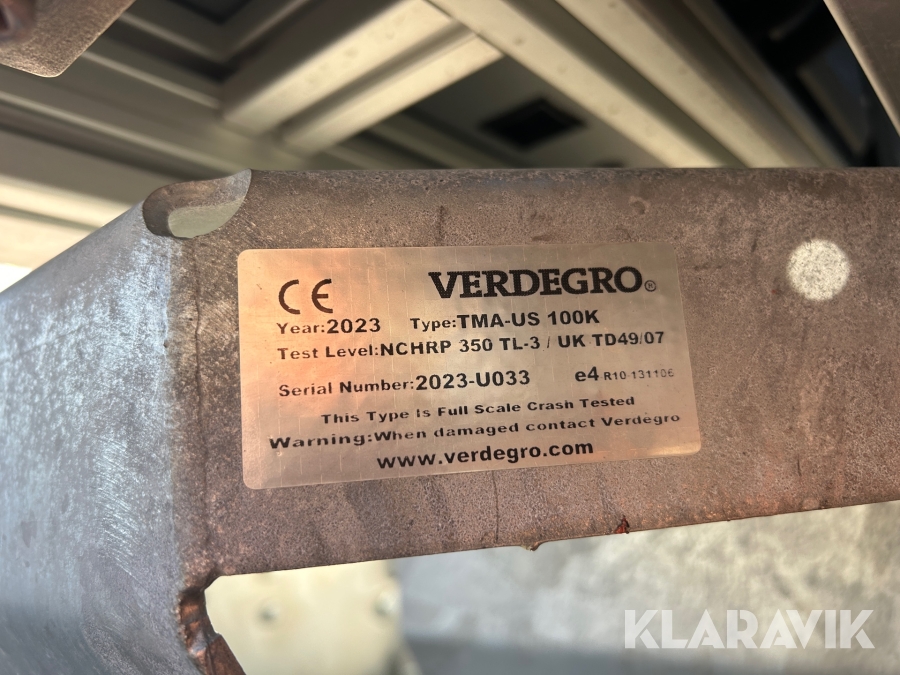 CE VERDEGRO®
Year:2023 Type:TMA-US 100K
Test Level:NCHRP 350 TL-3 / UK TD49/07
Serial Number:2023-U033 e4 R10-131106
This Type is Full Scale Crash Tested
Warning:When damaged contact Verdegro
www.verdegro.com
KLARAVIK